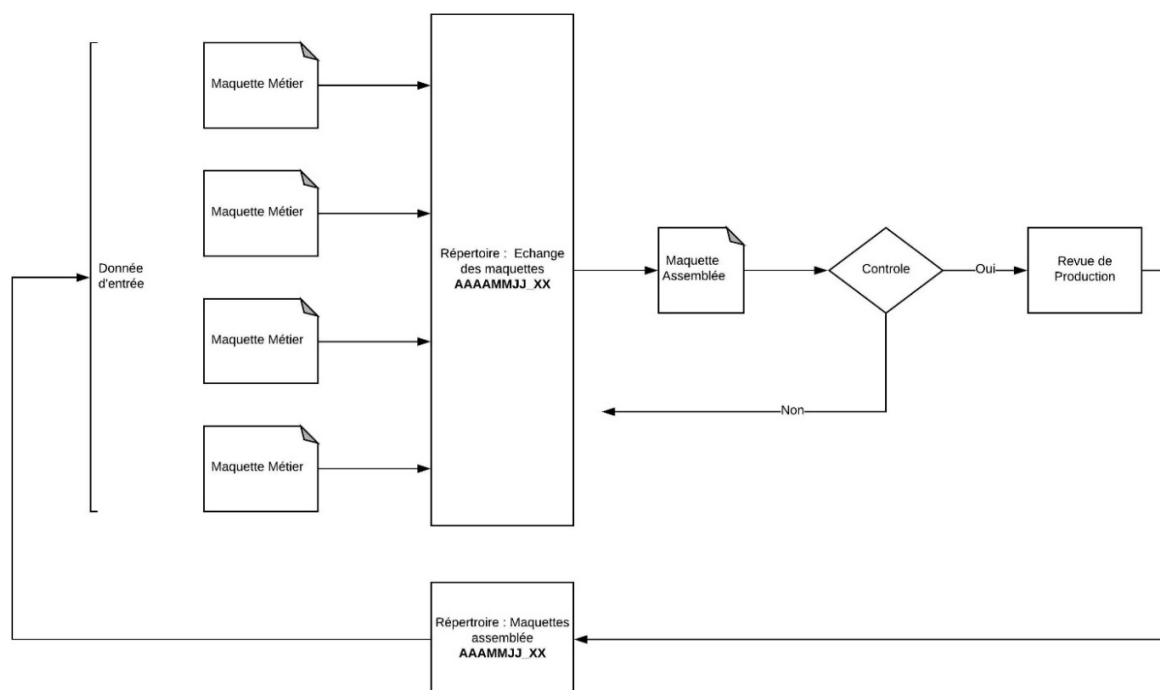 Maquette Métier
Maquette Métier
Donnée
d'entrée
Maquette Métier
Maquette Métier
Répertoire :  Echange
des maquettes
AAAAMMJJ_XX
Maquette
Assemblée
Controle
Oui
Revue de
Production
Non
Répertroire : Maquettes
assemblée
AAAMMJJ_XX